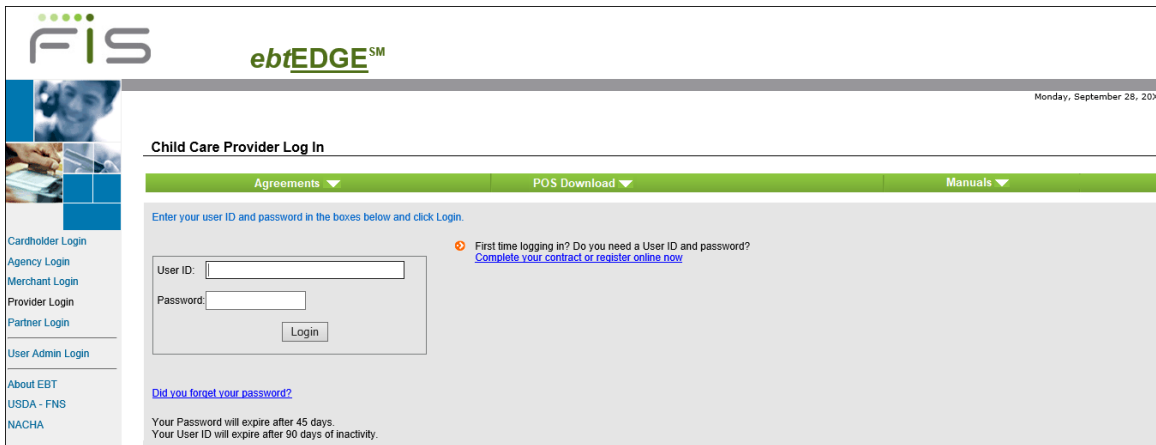 FIS
ebtEDGE℠
Monday, September 28, 20X
Child Care Provider Log In
Agreements
POS Download
Manuals
Enter your user ID and password in the boxes below and click Login.
First time logging in? Do you need a User ID and password?
Complete your contract or register online now
User ID:
Password:
Login
Did you forget your password?
Your Password will expire after 45 days.
Your User ID will expire after 90 days of inactivity.
Cardholder Login
Agency Login
Merchant Login
Provider Login
Partner Login
User Admin Login
About EBT
USDA - FNS
NACHA